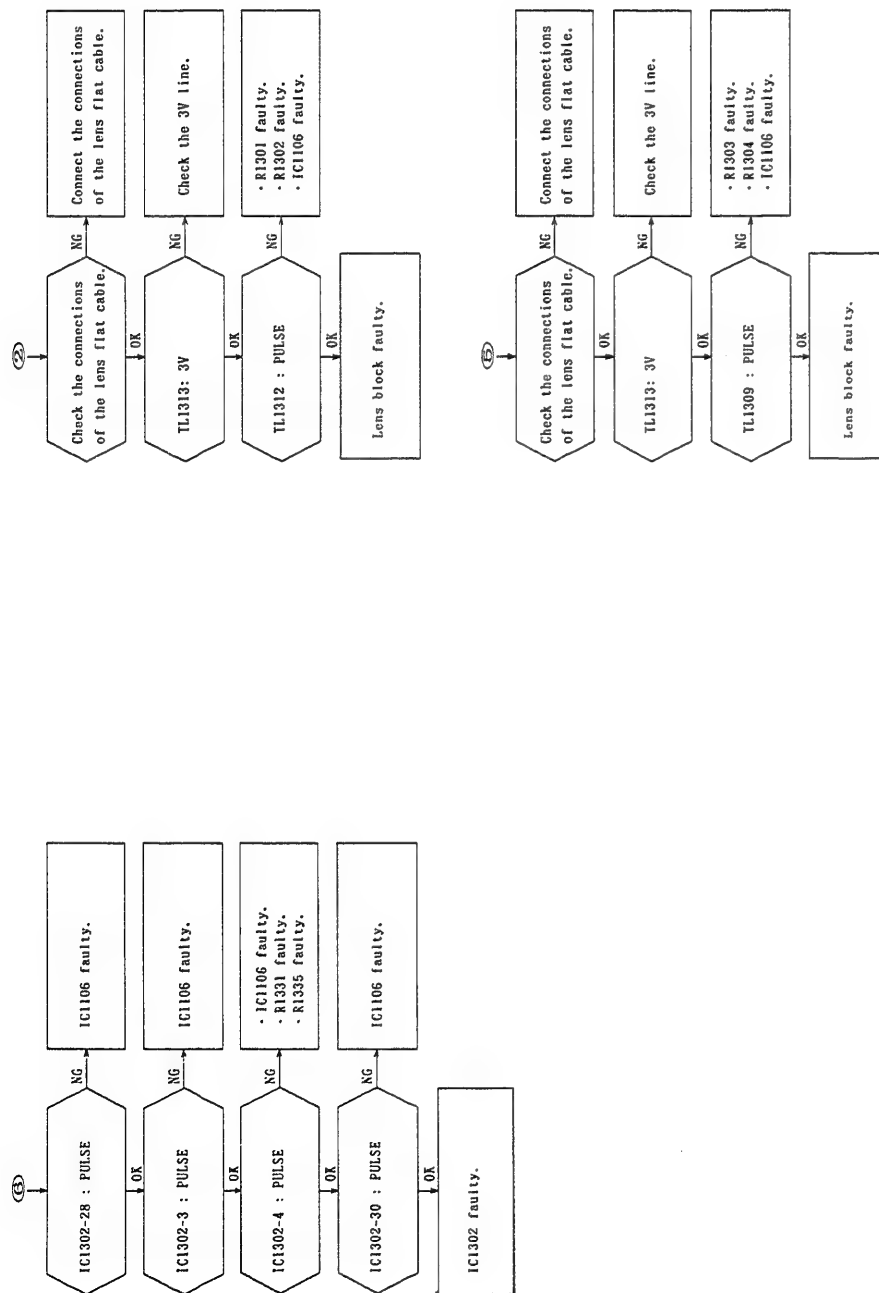 ②
Check the connections
of the lens flat cable.
NG
Connect the connections
of the lens flat cable.
OK
TL1313: 3V
NG
Check the 3V line.
OK
TL1312 : PULSE
NG
· R1301 faulty.
· R1302 faulty.
· IC1106 faulty.
OK
Lens block faulty.
⑤
Check the connections
of the lens flat cable.
NG
Connect the connections
of the lens flat cable.
OK
TL1313: 3V
NG
Check the 3V line.
OK
TL1309 : PULSE
NG
· R1303 faulty.
· R1304 faulty.
· IC1106 faulty.
OK
Lens block faulty.
⑥
IC1302-28 : PULSE
NG
IC1106 faulty.
OK
IC1302-3 : PULSE
NG
IC1106 faulty.
OK
IC1302-4 : PULSE
NG
· IC1106 faulty.
· R1331 faulty.
· R1335 faulty.
OK
IC1302-30 : PULSE
NG
IC1106 faulty.
OK
IC1302 faulty.